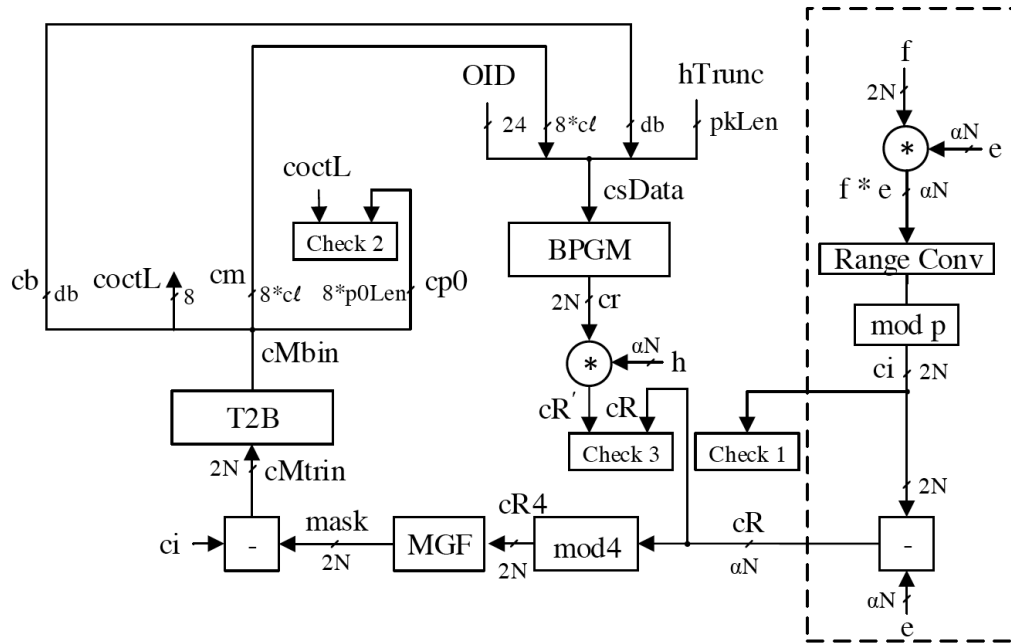 OID
hTrunc
24
8*cℓ
db
pkLen
csData
coctL
Check 2
cb
db
coctL
8
cm
8*cℓ
8*p0Len
cp0
cMbin
T2B
2N
cMtrin
ci
-
mask
2N
MGF
cR4
2N
mod4
cR
αN
BPGM
2N
cr
*
αN
h
cR′
cR
Check 3
Check 1
f
2N
*
αN
e
f * e
αN
Range Conv
mod p
ci
2N
2N
-
αN
e